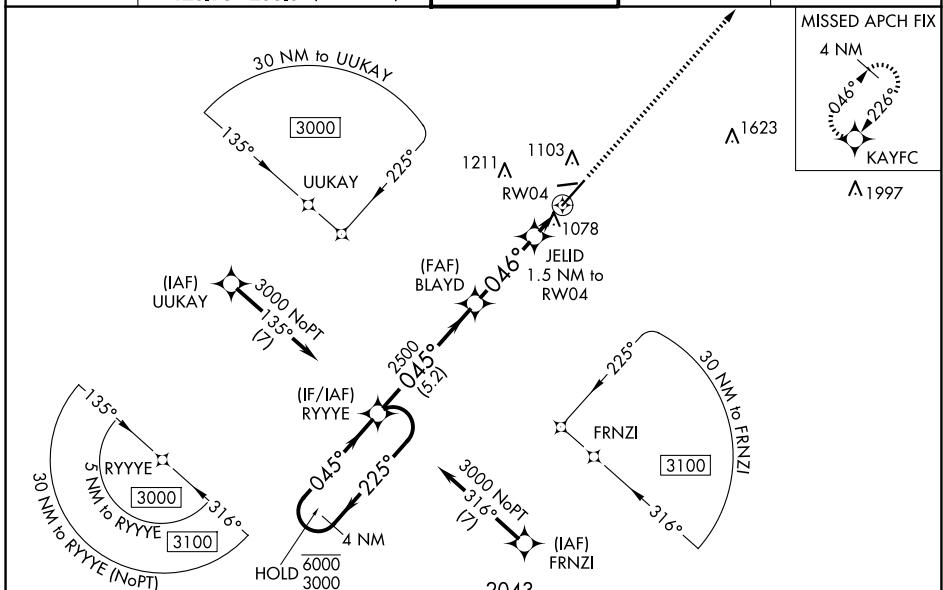 MISSED APCH FIX
4 NM
046°
226°
KAYFC
30 NM to UUKAY
3000
135°
225°
UUKAY
1623
1211
1103
RW04
1997
1078
JELID
1.5 NM to
RW04
046°
(FAF)
BLAYD
(IAF)
UUKAY
3000 NoPT
135°
(7)
2500
045°
(5.2)
(IF/IAF)
RYYYE
045°
225°
4 NM
HOLD
6000
3000
135°
RYYYE
3000
5 NM to RYYYE
316°
3100
30 NM to RYYYE (NoPT)
225°
30 NM to FRNZI
FRNZI
3100
316°
3000 NoPT
316°
(7)
(IAF)
FRNZI